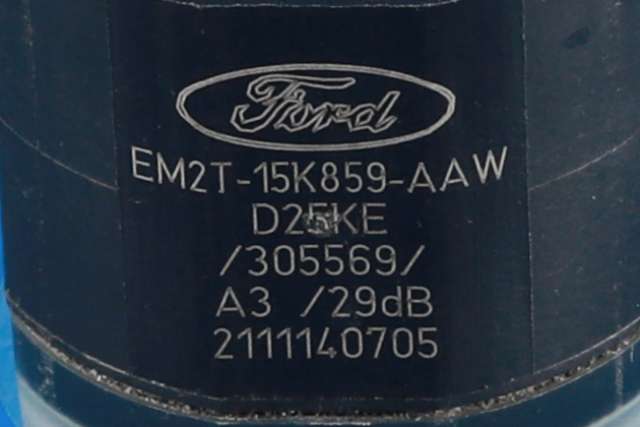 Ford
EM2T-15K859-AAW
D25KE
/305569/
A3 /29dB
2111140705